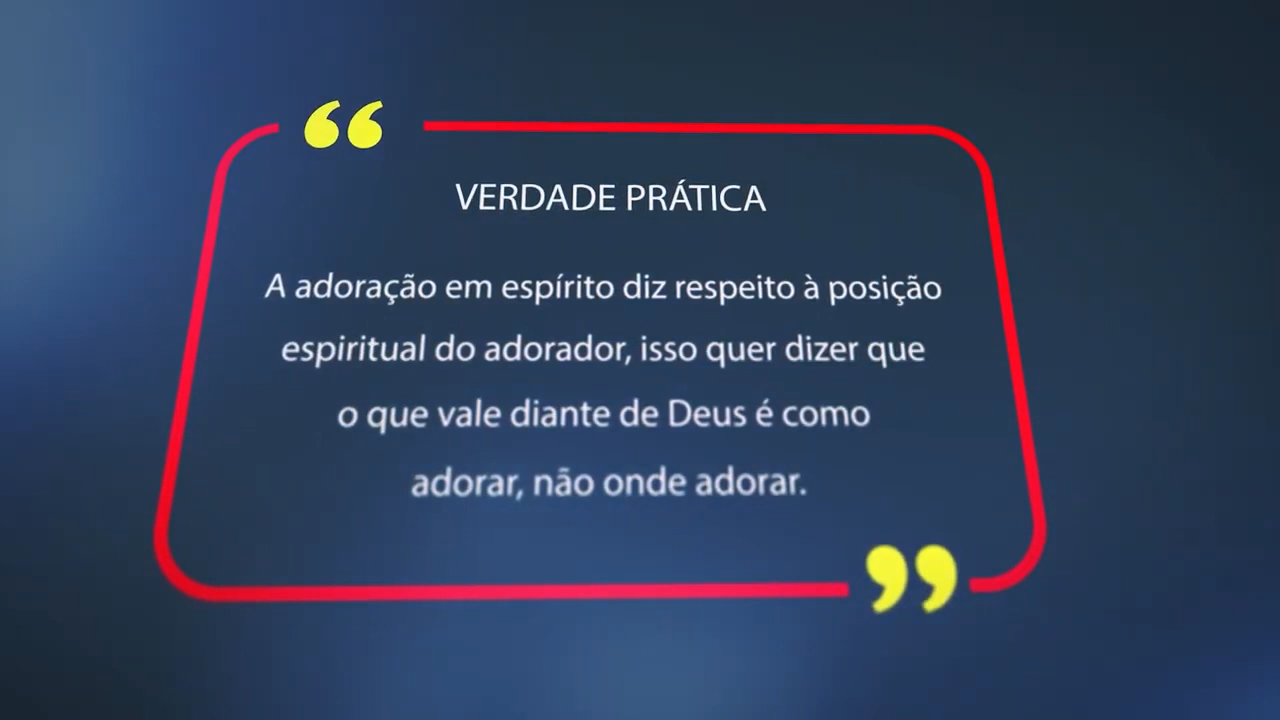 VERDADE PRÁTICA
A adoração em espírito diz respeito à posição
espiritual do adorador, isso quer dizer que
o que vale diante de Deus é como
adorar, não onde adorar.